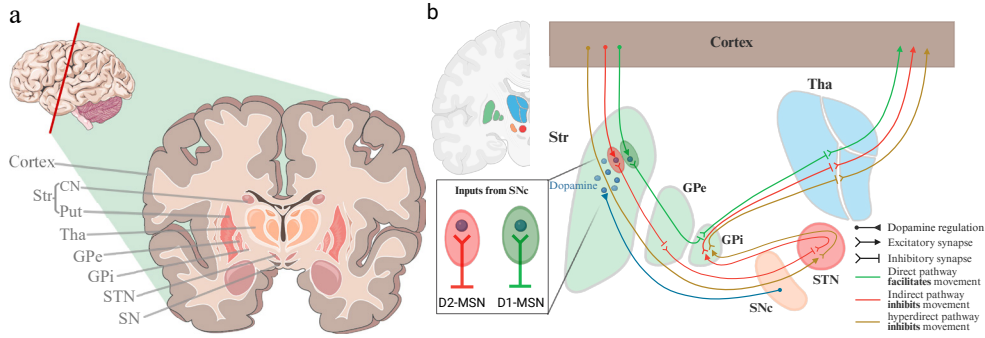 a
Cortex
Str
CN
Put
Tha
GPe
GPi
STN
SN
b
Cortex
Tha
Str
Dopamine
GPe
GPi
STN
SNc
Inputs from SNc
D2-MSN
D1-MSN
Dopamine regulation
Excitatory synapse
Inhibitory synapse
Direct pathway
facilitates movement
Indirect pathway
inhibits movement
hyperdirect pathway
inhibits movement